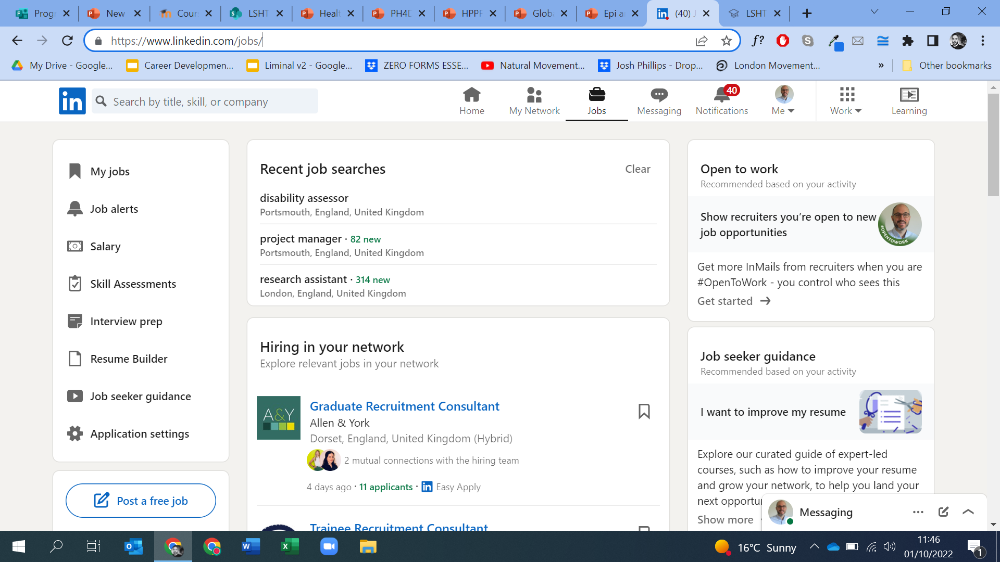 Progr
New
Cour
LSHT
Healt
PH4D
HPPF
Globa
Epi a
(40) J
LSHT
https://www.linkedin.com/jobs/
f?
My Drive - Google...
Career Developmen...
Liminal v2 - Google...
ZERO FORMS ESSE...
Natural Movement...
Josh Phillips - Drop...
London Movement...
»
Other bookmarks
in
Search by title, skill, or company
Home
My Network
Jobs
Messaging
40
Notifications
Me
Work
Learning
My jobs
Job alerts
Salary
Skill Assessments
Interview prep
Resume Builder
Job seeker guidance
Application settings
Post a free job
Recent job searches
Clear
disability assessor
Portsmouth, England, United Kingdom
project manager · 82 new
Portsmouth, England, United Kingdom
research assistant · 314 new
London, England, United Kingdom
Hiring in your network
Explore relevant jobs in your network
A&Y
Graduate Recruitment Consultant
Allen & York
Dorset, England, United Kingdom (Hybrid)
2 mutual connections with the hiring team
4 days ago · 11 applicants · in Easy Apply
Trainee Recruitment Consultant
Open to work
Recommended based on your activity
Show recruiters you’re open to new
job opportunities
#OPENTOWORK
Get more InMails from recruiters when you are
#OpenToWork - you control who sees this
Get started →
Job seeker guidance
Recommended based on your activity
I want to improve my resume
Explore our curated guide of expert-led
courses, such as how to improve your resume
and grow your network, to help you land your
next opportu
Show more
Messaging
16°C Sunny
11:46
01/10/2022
1